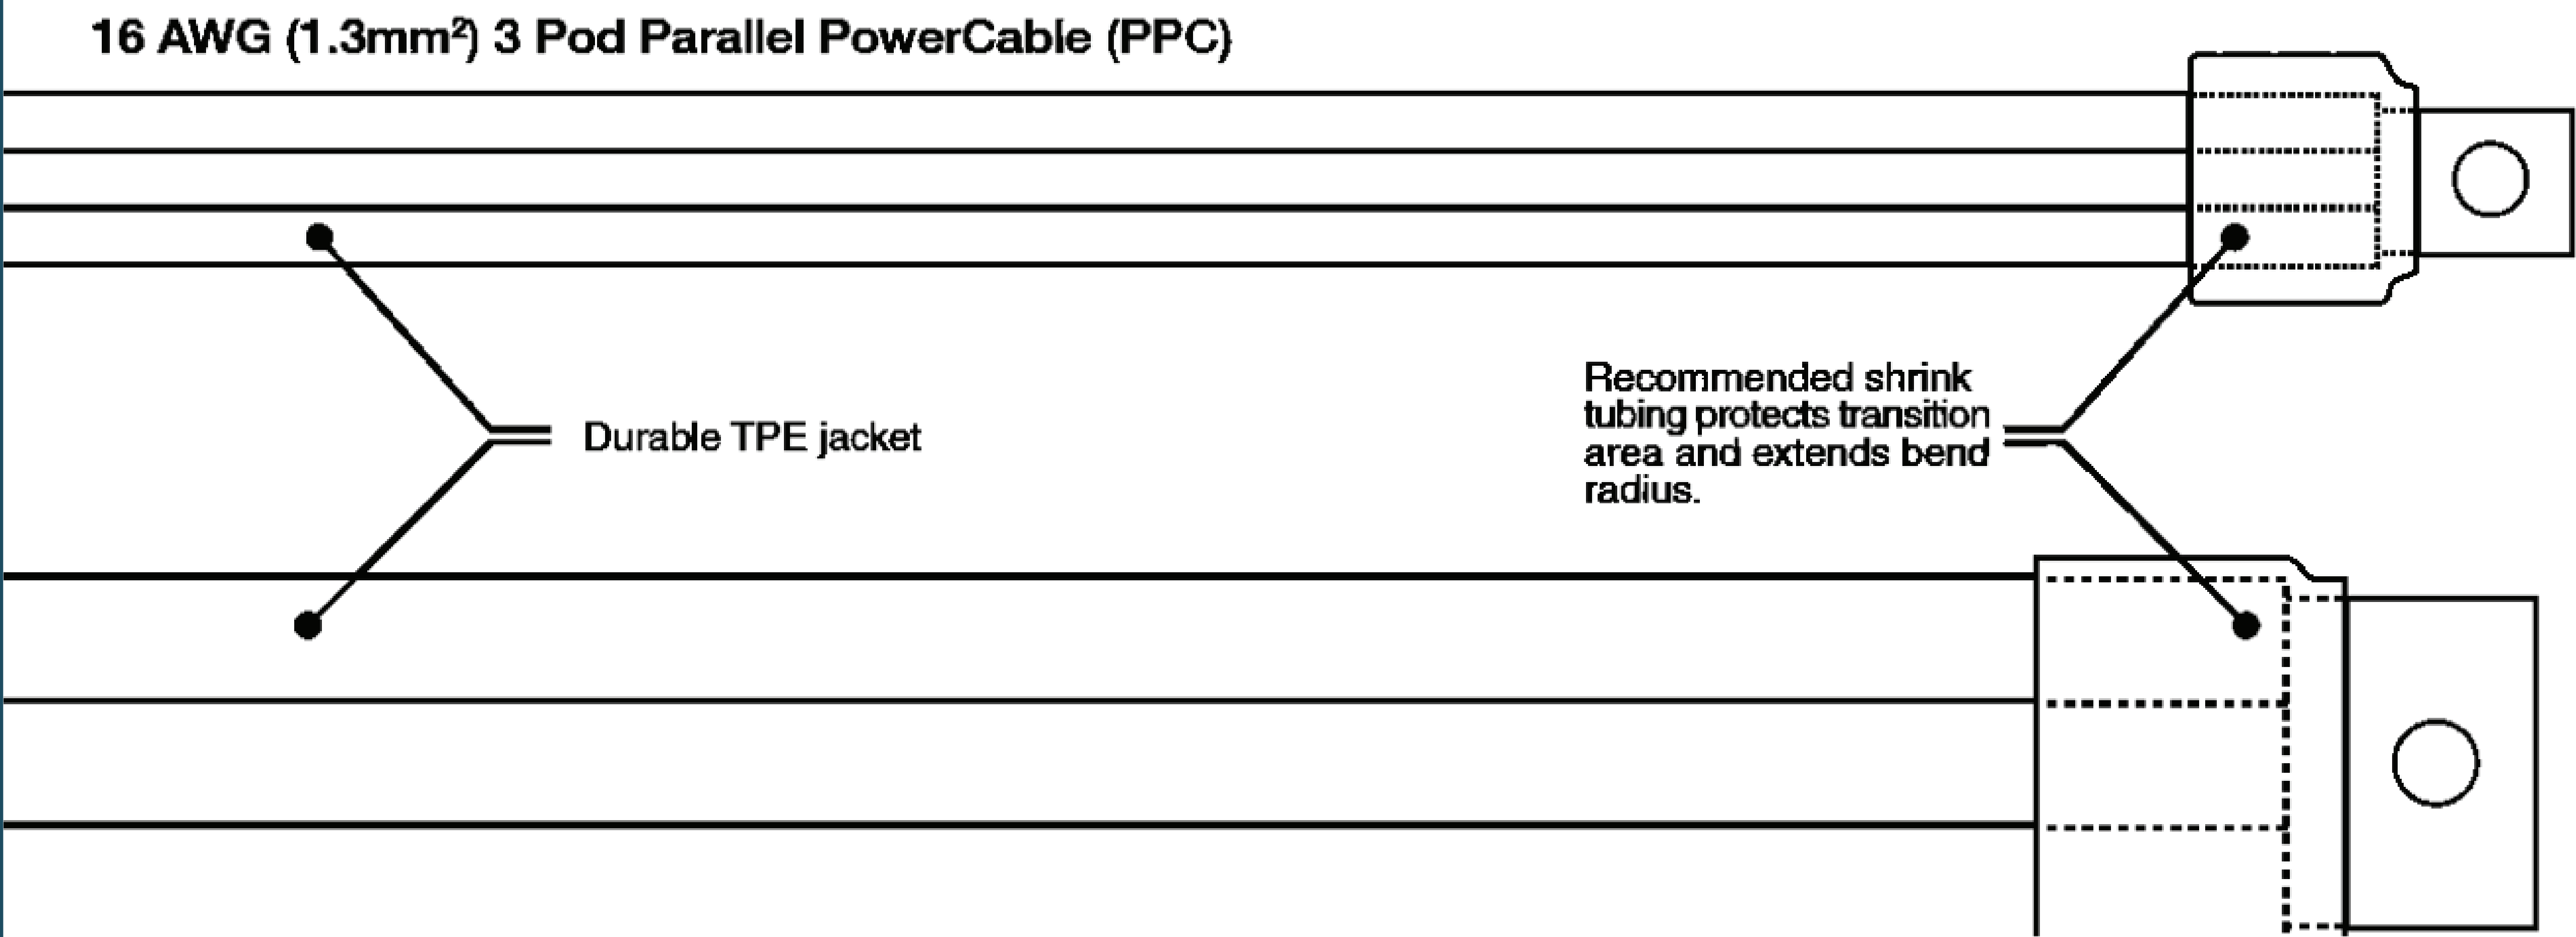 16 AWG (1.3mm²) 3 Pod Parallel PowerCable (PPC)
Durable TPE jacket
Recommended shrink
tubing protects transition
area and extends bend
radius.